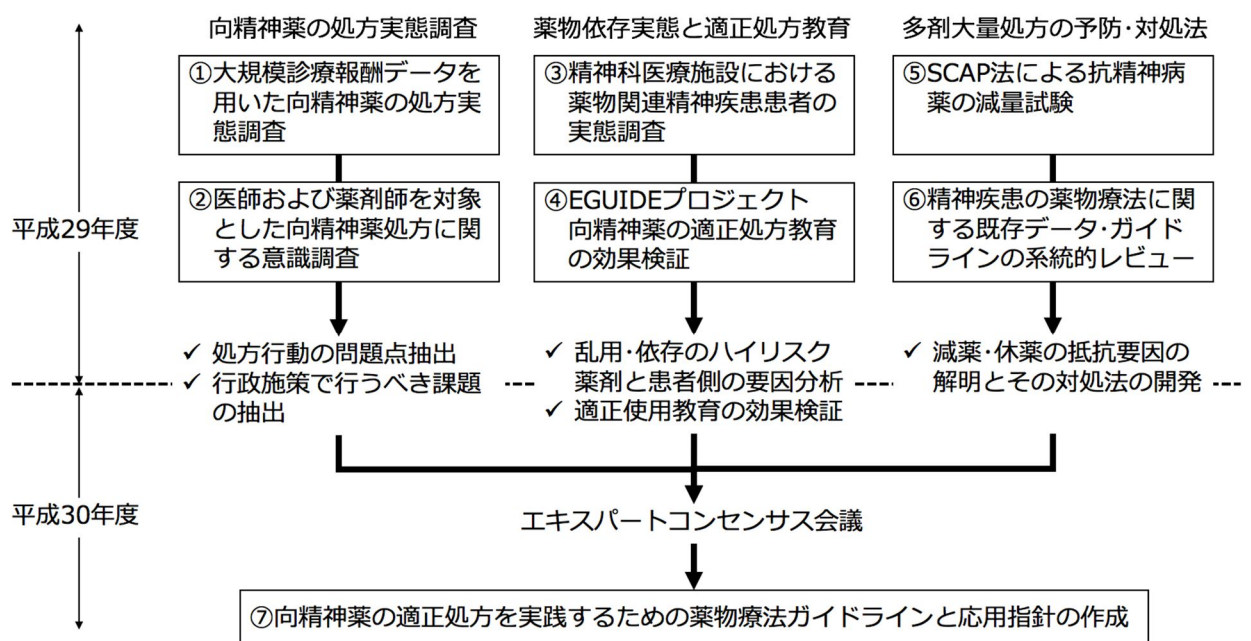 向精神薬の処方実態調査
①大規模診療報酬データを
用いた向精神薬の処方実
態調査
②医師および薬剤師を対象
とした向精神薬処方に関
する意識調査
✓ 処方行動の問題点抽出
✓ 行政施策で行うべき課題
の抽出
薬物依存実態と適正処方教育
③精神科医療施設における
薬物関連精神疾患患者の
実態調査
④EGUIDEプロジェクト
向精神薬の適正処方教育
の効果検証
✓ 乱用・依存のハイリスク
薬剤と患者側の要因分析
✓ 適正使用教育の効果検証
多剤大量処方の予防・対処法
⑤SCAP法による抗精神病
薬の減量試験
⑥精神疾患の薬物療法に関
する既存データ・ガイド
ラインの系統的レビュー
✓ 減薬・休薬の抵抗要因の
解明とその対処法の開発
平成29年度
平成30年度
エキスパートコンセンサス会議
⑦向精神薬の適正処方を実践するための薬物療法ガイドラインと応用指針の作成